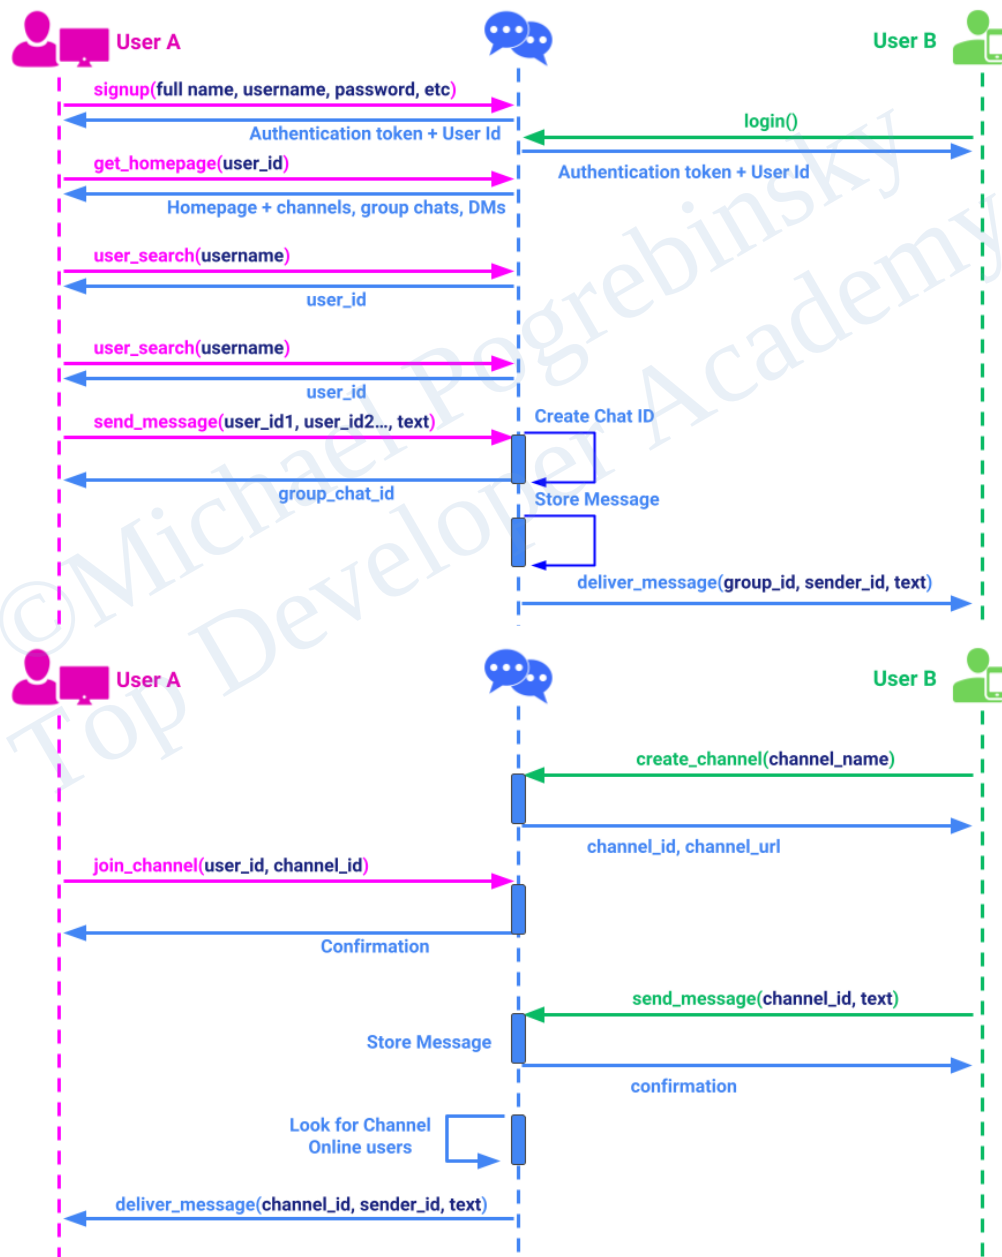 User A
User B
signup(full name, username, password, etc)
Authentication token + User Id
login()
Authentication token + User Id
get_homepage(user_id)
Homepage + channels, group chats, DMs
user_search(username)
user_id
user_search(username)
user_id
send_message(user_id1, user_id2..., text)
Create Chat ID
group_chat_id
Store Message
deliver_message(group_id, sender_id, text)
©Michael Pogrebinsky
Top Developer Academy
User A
User B
create_channel(channel_name)
channel_id, channel_url
join_channel(user_id, channel_id)
Confirmation
send_message(channel_id, text)
Store Message
confirmation
Look for Channel
Online users
deliver_message(channel_id, sender_id, text)